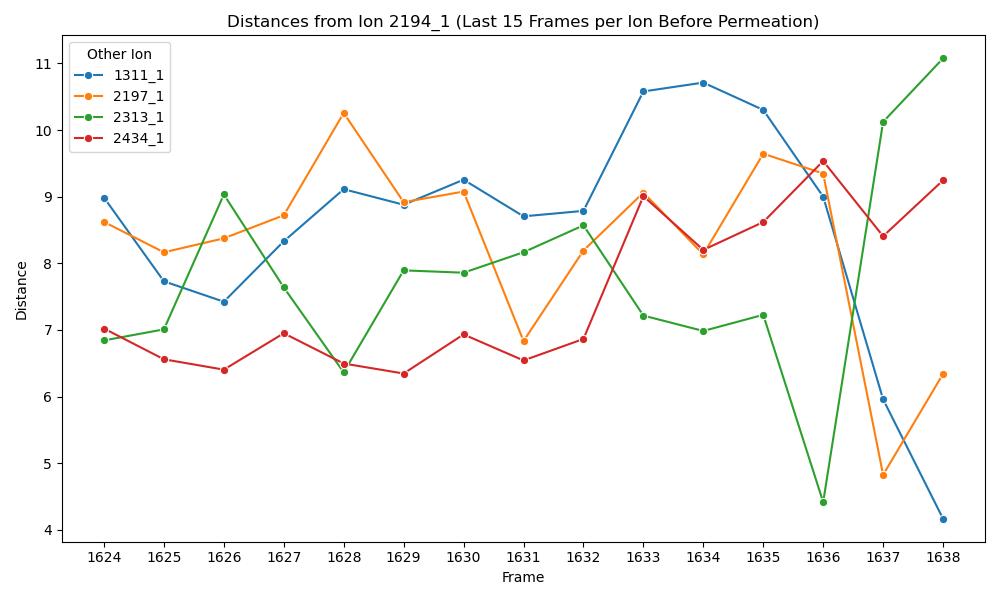 Distances from Ion 2194_1 (Last 15 Frames per Ion Before Permeation)
Other Ion
1311_1
2197_1
2313_1
2434_1
Distance
11
10
9
8
7
6
5
4
1624 1625 1626 1627 1628 1629 1630 1631 1632 1633 1634 1635 1636 1637 1638
Frame